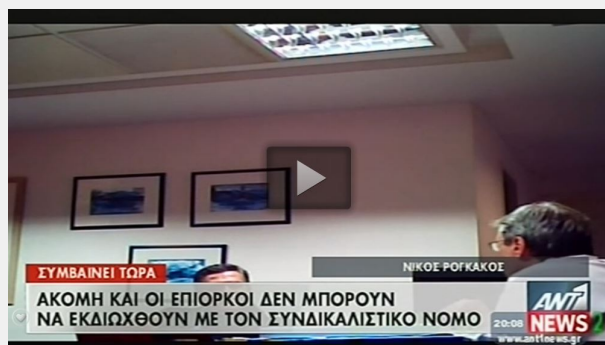 ΝΙΚΟΣ ΡΟΓΚΑΚΟΣ
ΣΥΜΒΑΙΝΕΙ ΤΩΡΑ
ΑΚΟΜΗ ΚΑΙ ΟΙ ΕΠΙΟΡΚΟΙ ΔΕΝ ΜΠΟΡΟΥΝ
ΝΑ ΕΚΔΙΩΧΘΟΥΝ ΜΕ ΤΟΝ ΣΥΝΔΙΚΑΛΙΣΤΙΚΟ ΝΟΜΟ
ANT1
20:08 NEWS
www.ant1news.gr